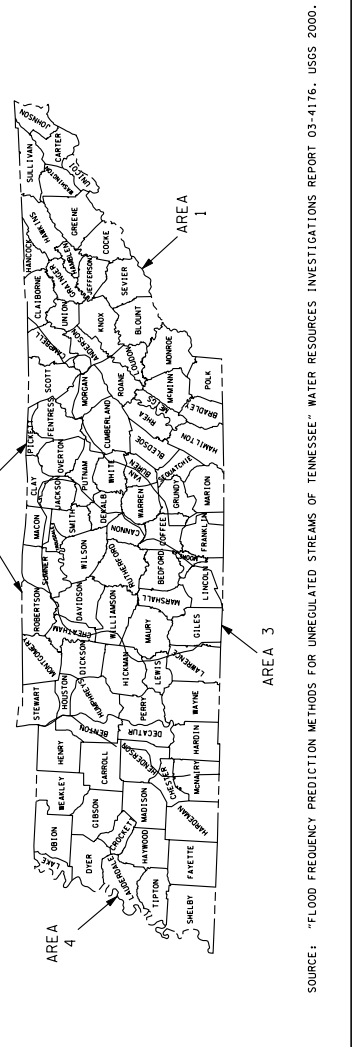 AREA
4
AREA 3
AREA
1
LAKE
OBION
WEAKLEY
HENRY
STEWART
MONTGOMERY
ROBERTSON
SUMNER
MACON
CLAY
PICKETT
FENTRESS
SCOTT
CAMPBELL
CLAIBORNE
HANCOCK
HAWKINS
SULLIVAN
JOHNSON
CARTER
UNICOI
WASHINGTON
GREENE
HAMBLEN
GRAINGER
UNION
ANDERSON
MORGAN
OVERTON
JACKSON
SMITH
WILSON
DAVIDSON
CHEATHAM
DICKSON
HOUSTON
HUMPHREYS
BENTON
CARROLL
GIBSON
DYER
LAUDERDALE
CROCKETT
HAYWOOD
MADISON
HENDERSON
DECATUR
PERRY
HICKMAN
WILLIAMSON
RUTHERFORD
CANNON
DEKALB
PUTNAM
WHITE
VAN
BUREN
CUMBERLAND
ROANE
LOUDON
KNOX
JEFFERSON
COCKE
SEVIER
BLOUNT
MONROE
McMINN
MEIGS
RHEA
BLEDSOE
SEQUATCHIE
WARREN
COFFEE
BEDFORD
MARSHALL
MAURY
LEWIS
CHESTER
TIPTON
SHELBY
FAYETTE
HARDEMAN
McNAIRY
HARDIN
WAYNE
LAWRENCE
GILES
LINCOLN
MOORE
FRANKLIN
GRUNDY
MARION
HAMILTON
BRADLEY
POLK
SOURCE: "FLOOD FREQUENCY PREDICTION METHODS FOR UNREGULATED STREAMS OF TENNESSEE" WATER RESOURCES INVESTIGATIONS REPORT 03-4176. USGS 2000.